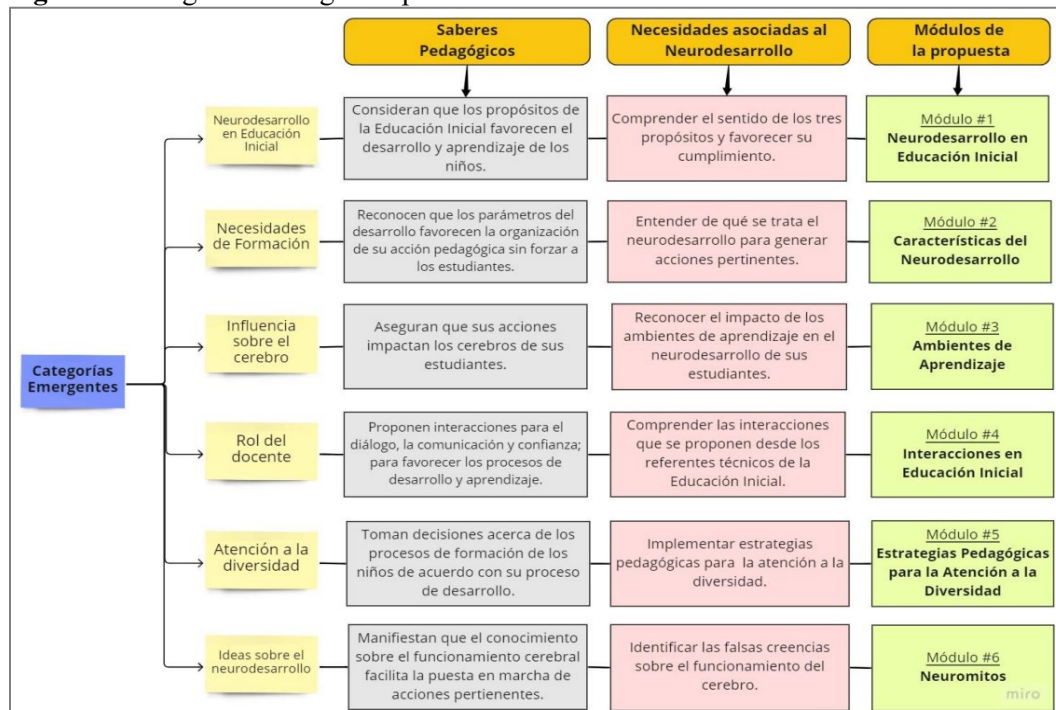 Saberes
Pedagógicos
Necesidades asociadas al
Neurodesarrollo
Módulos de
la propuesta
Categorías
Emergentes
Neurodesarrollo
en Educación
Inicial
Consideran que los propósitos de
la Educación Inicial favorecen el
desarrollo y aprendizaje de los
niños.
Comprender el sentido de los tres
propósitos y favorecer su
cumplimiento.
Módulo #1
Neurodesarrollo en
Educación Inicial
Necesidades
de Formación
Reconocen que los parámetros del
desarrollo favorecen la organización
de su acción pedagógica sin forzar a
los estudiantes.
Entender de qué se trata el
neurodesarrollo para generar
acciones pertinentes.
Módulo #2
Características del
Neurodesarrollo
Influencia
sobre el
cerebro
Aseguran que sus acciones
impactan los cerebros de sus
estudiantes.
Reconocer el impacto de los
ambientes de aprendizaje en el
neurodesarrollo de sus
estudiantes.
Módulo #3
Ambientes de
Aprendizaje
Rol del
docente
Proponen interacciones para el
diálogo, la comunicación y confianza;
para favorecer los procesos de
desarrollo y aprendizaje.
Comprender las interacciones
que se proponen desde los
referentes técnicos de la
Educación Inicial.
Módulo #4
Interacciones en
Educación Inicial
Atención a la
diversidad
Toman decisiones acerca de los
procesos de formación de los
niños de acuerdo con su proceso
de desarrollo.
Implementar estrategias
pedagógicas para la atención a la
diversidad.
Módulo #5
Estrategias Pedagógicas
para la Atención a la
Diversidad
Ideas sobre el
neurodesarrollo
Manifiestan que el conocimiento
sobre el funcionamiento cerebral
facilita la puesta en marcha de
acciones pertienentes.
Identificar las falsas creencias
sobre el funcionamiento del
cerebro.
Módulo #6
Neuromitos
miro